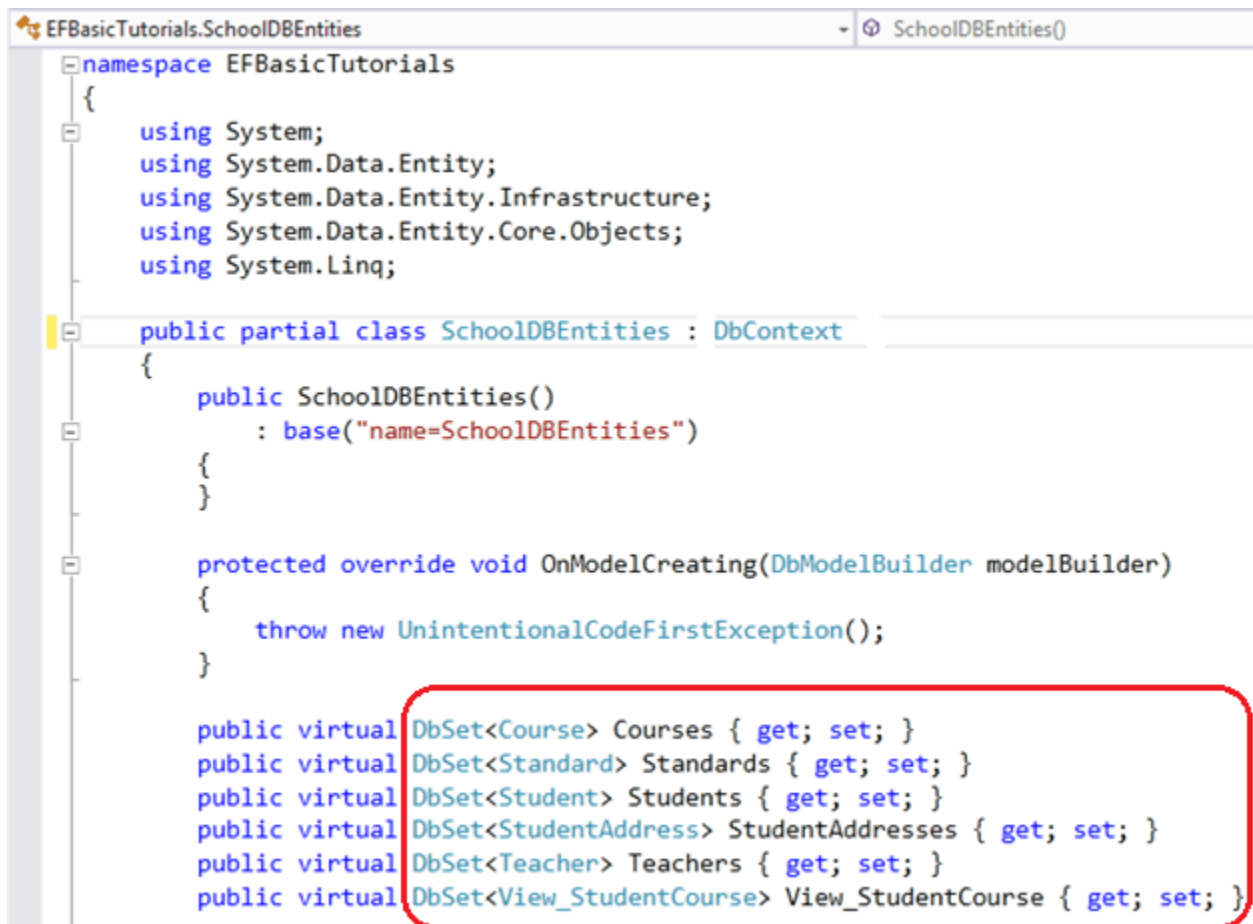 EFBasicTutorials.SchoolDBEntities SchoolDBEntities()
namespace EFBasicTutorials
{
using System;
using System.Data.Entity;
using System.Data.Entity.Infrastructure;
using System.Data.Entity.Core.Objects;
using System.Linq;
public partial class SchoolDBEntities : DbContext
{
public SchoolDBEntities()
: base("name=SchoolDBEntities")
{
}
protected override void OnModelCreating(DbModelBuilder modelBuilder)
{
throw new UnintentionalCodeFirstException();
}
public virtual DbSet<Course> Courses { get; set; }
public virtual DbSet<Standard> Standards { get; set; }
public virtual DbSet<Student> Students { get; set; }
public virtual DbSet<StudentAddress> StudentAddresses { get; set; }
public virtual DbSet<Teacher> Teachers { get; set; }
public virtual DbSet<View_StudentCourse> View_StudentCourse { get; set; }